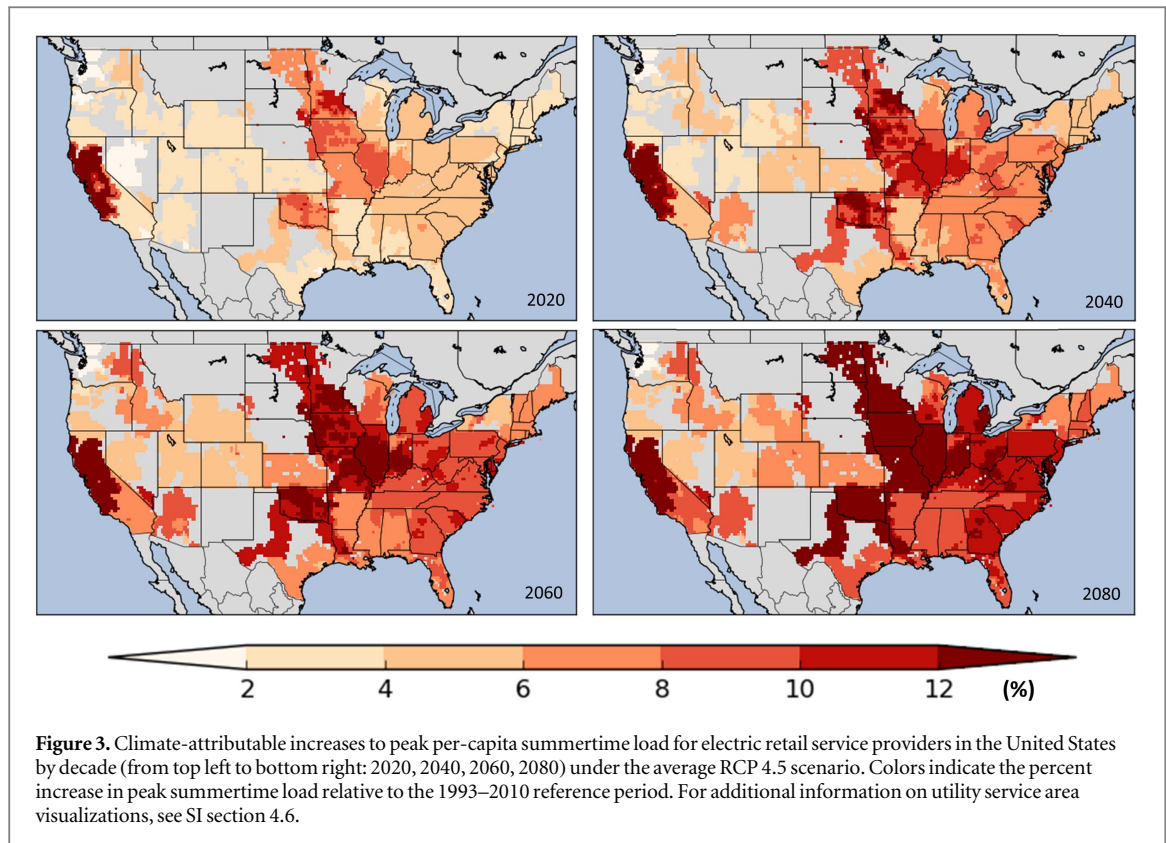 2020
2040
2060
2080
2 4 6 8 10 12 (%)
Figure 3. Climate-attributable increases to peak per-capita summertime load for electric retail service providers in the United States
by decade (from top left to bottom right: 2020, 2040, 2060, 2080) under the average RCP 4.5 scenario. Colors indicate the percent
increase in peak summertime load relative to the 1993–2010 reference period. For additional information on utility service area
visualizations, see SI section 4.6.